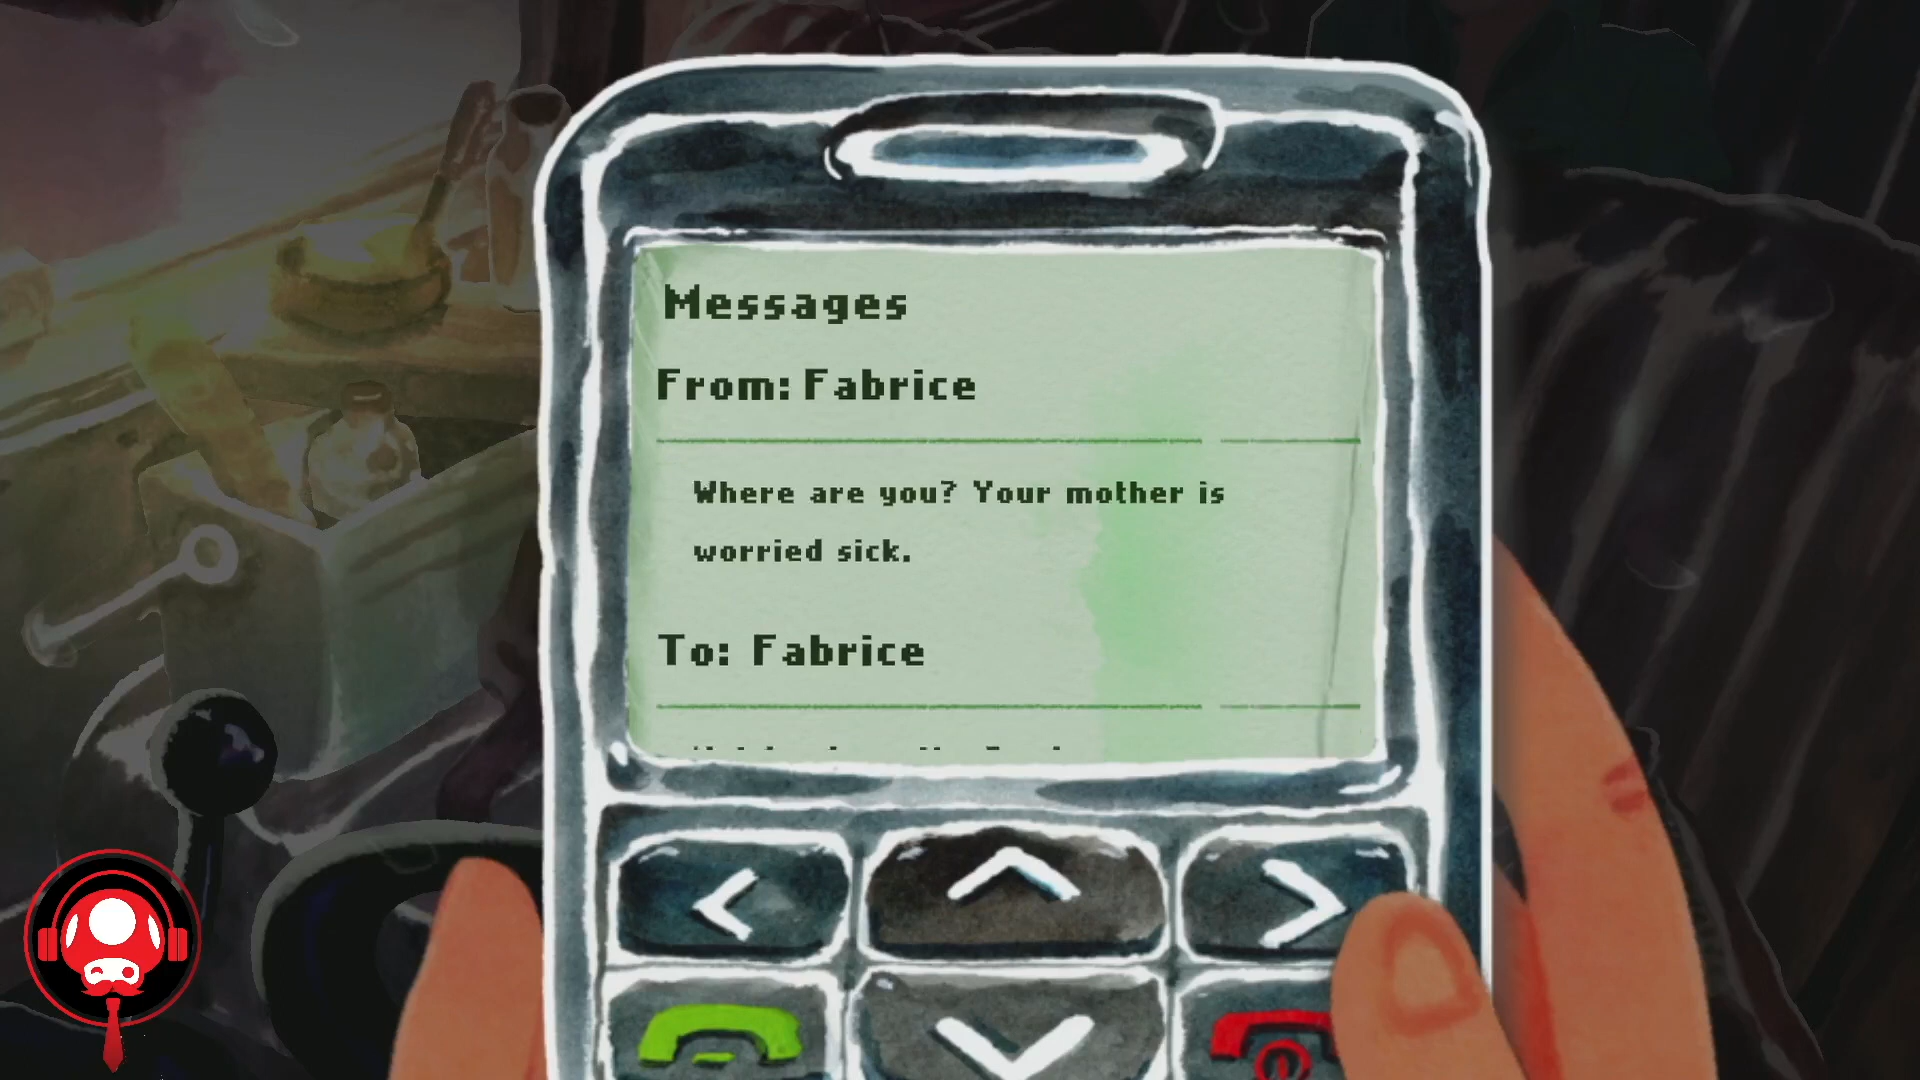 Messages
From: Fabrice
Where are you? Your mother is
worried sick.
To: Fabrice